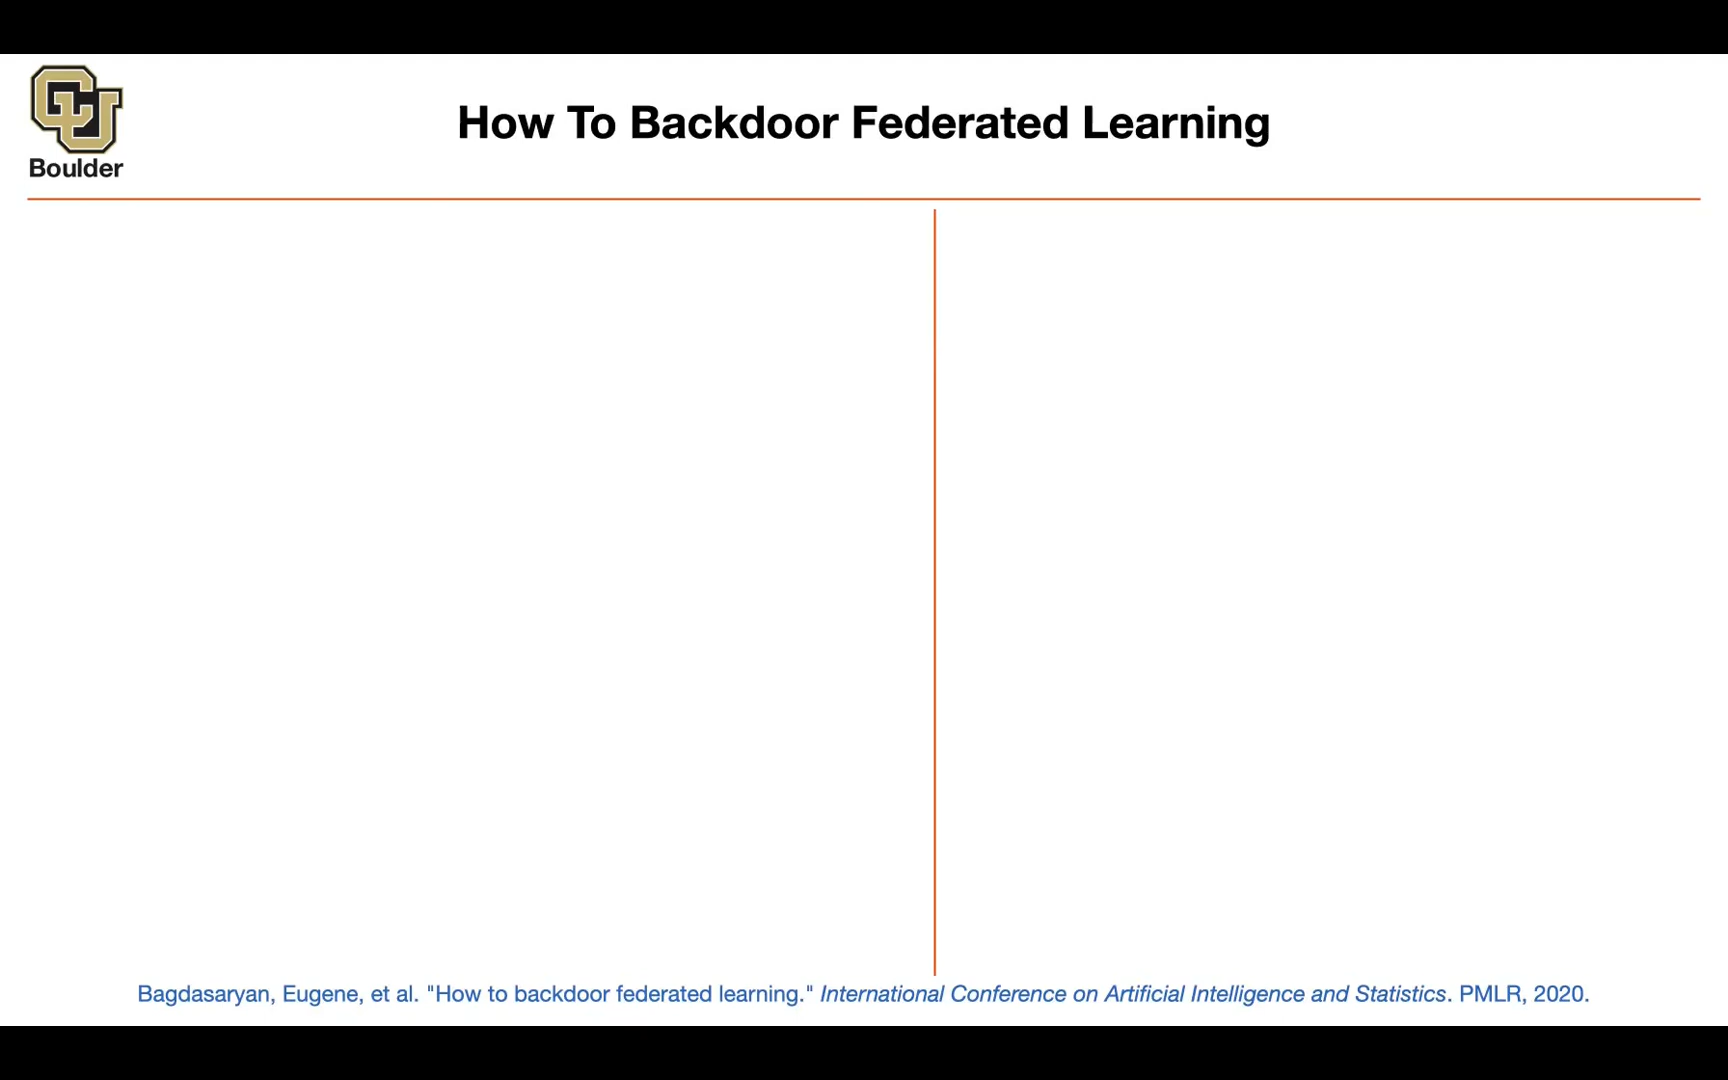 How To Backdoor Federated Learning
CU
Boulder
Bagdasaryan, Eugene, et al. "How to backdoor federated learning." International Conference on Artificial Intelligence and Statistics. PMLR, 2020.